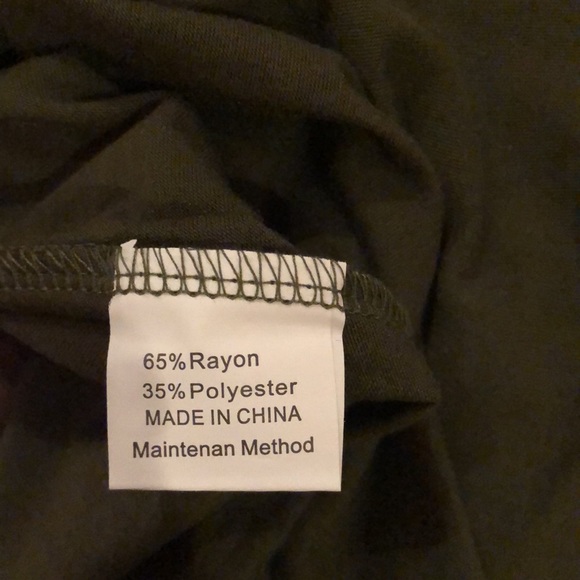 65%Rayon
35%Polyester
MADE IN CHINA
Maintenan Method